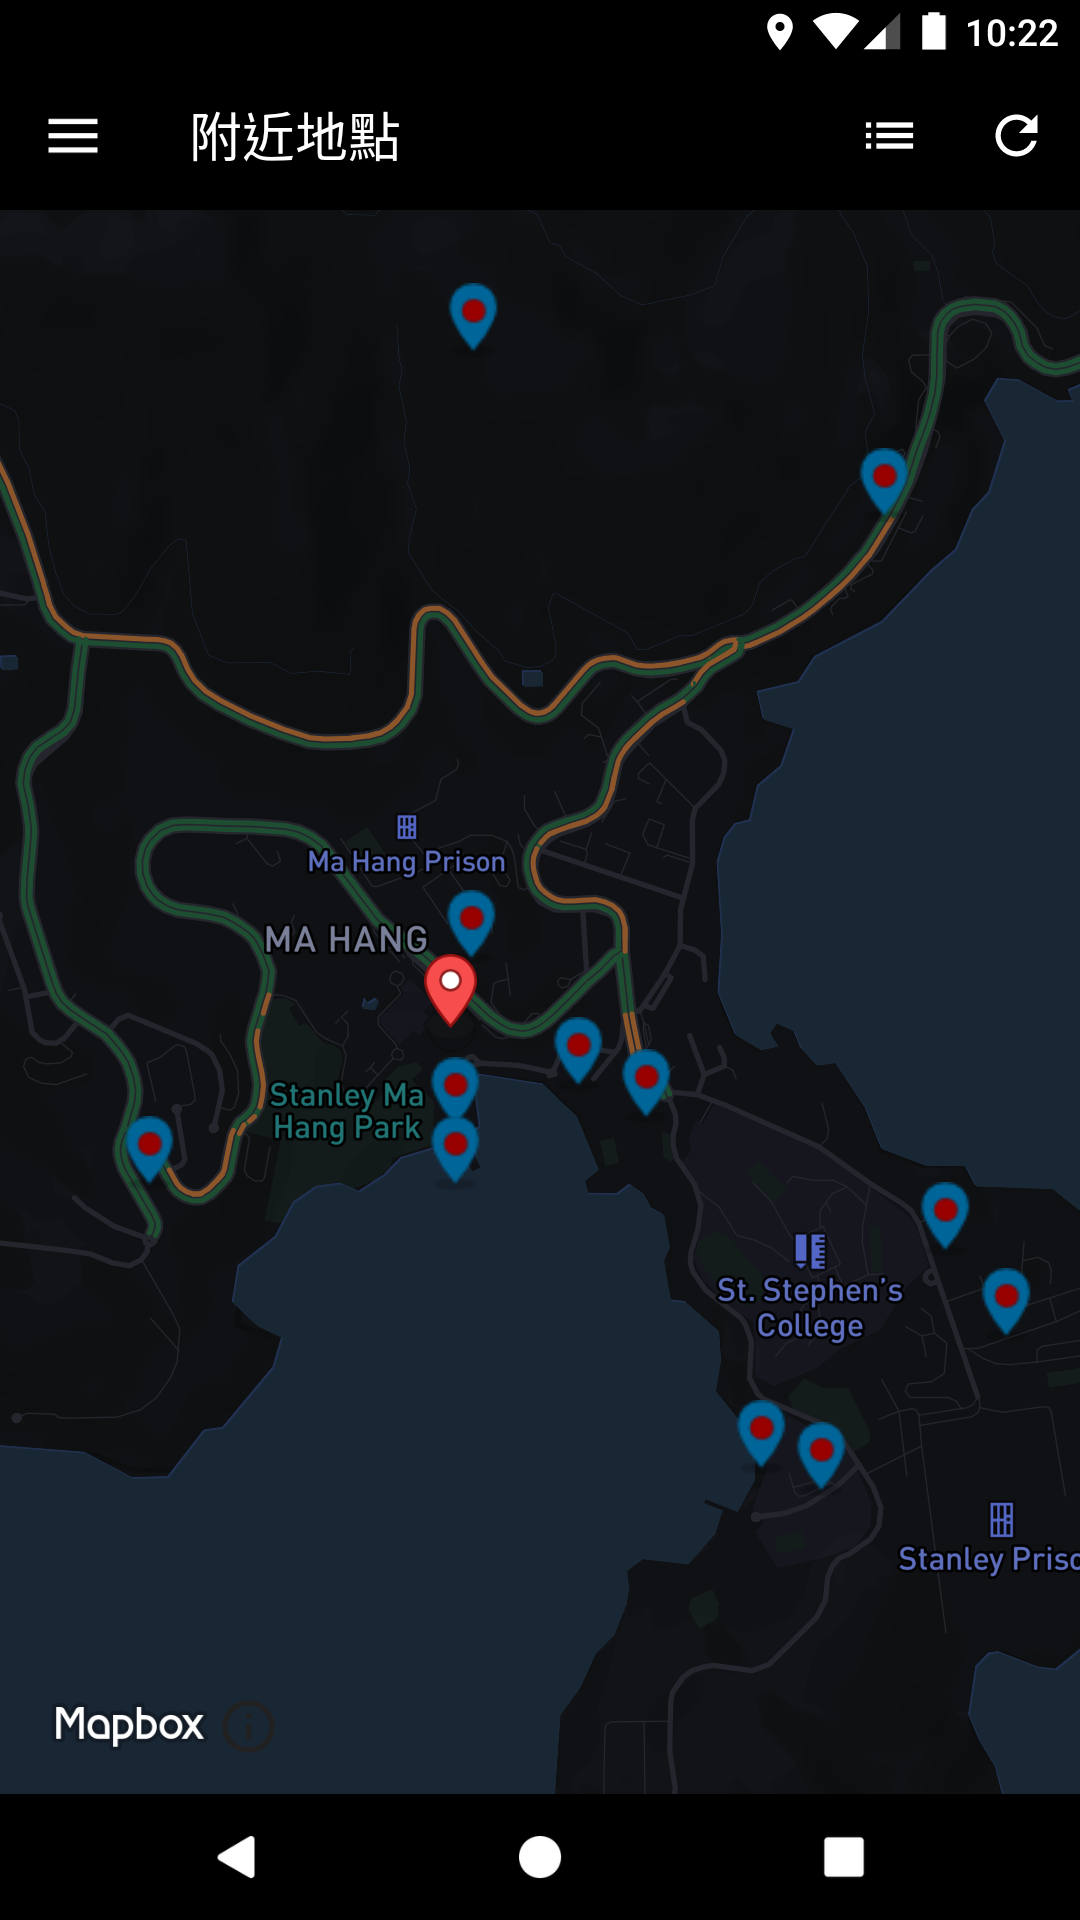 10:22
附近地點
Ma Hang Prison
MA HANG
Stanley Ma
Hang Park
St. Stephen's
College
Stanley Priso
Mapbox